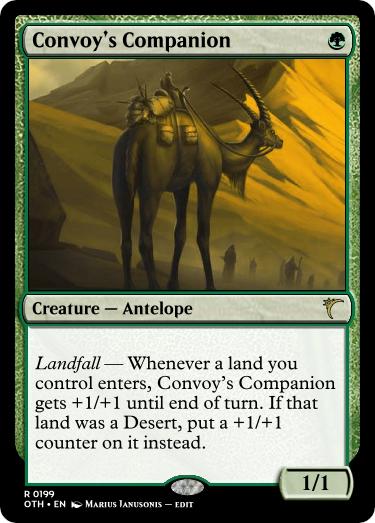 Convoy's Companion
Creature — Antelope
Landfall — Whenever a land you
control enters, Convoy's Companion
gets +1/+1 until end of turn. If that
land was a Desert, put a +1/+1
counter on it instead.
1/1
R 0199
OTH • EN Marius Janusonis — edit